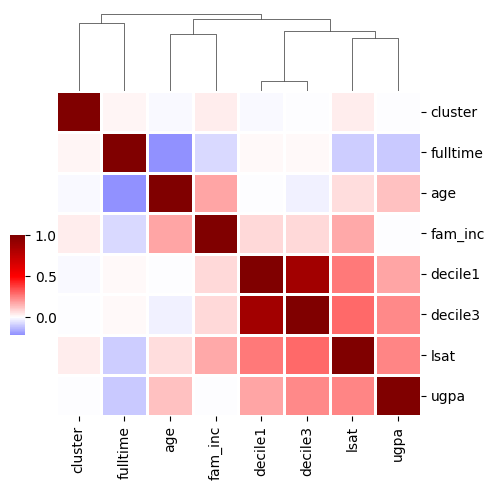 cluster
fulltime
age
fam_inc
decile1
decile3
lsat
ugpa
1.0
0.5
0.0
cluster
fulltime
age
fam_inc
decile1
decile3
lsat
ugpa